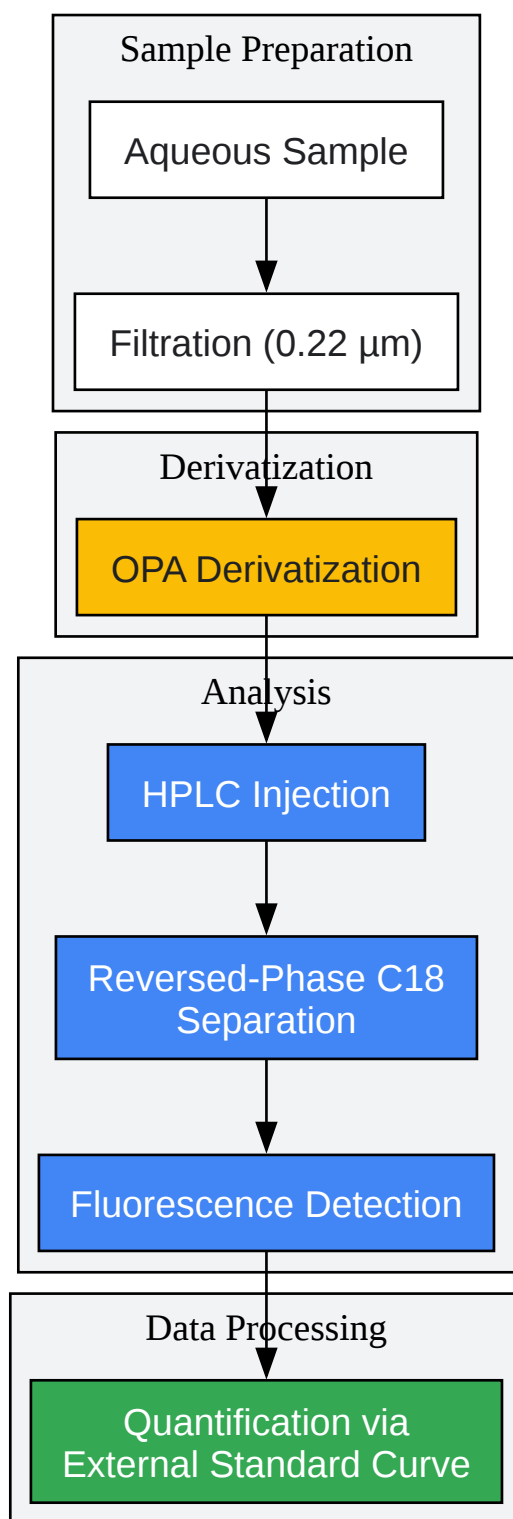 Sample Preparation
Aqueous Sample
Filtration (0.22 µm)
Derivatization
OPA Derivatization
Analysis
HPLC Injection
Reversed-Phase C18
Separation
Fluorescence Detection
Data Processing
Quantification via
External Standard Curve